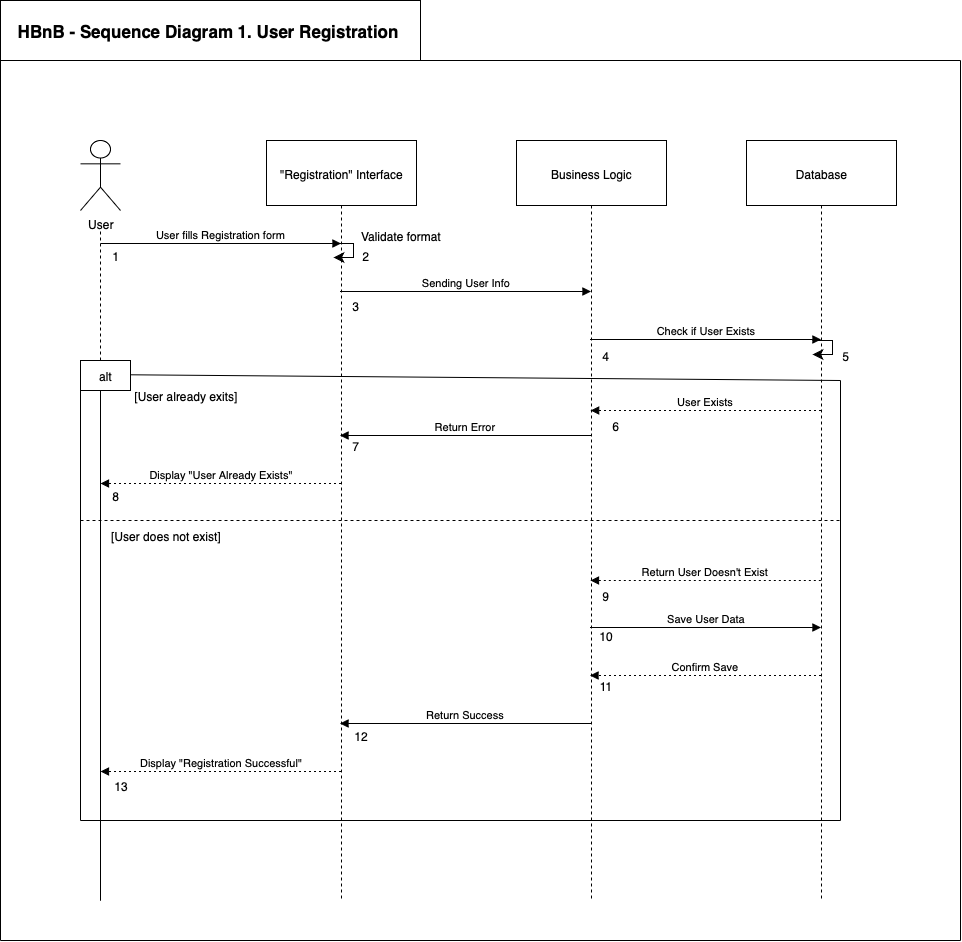 HBnB - Sequence Diagram 1. User Registration
"Registration" Interface
Business Logic
Database
User
User fills Registration form
1
Validate format
2
Sending User Info
3
Check if User Exists
4
5
alt
[User already exits]
User Exists
6
Return Error
7
Display "User Already Exists"
8
[User does not exist]
Return User Doesn't Exist
9
Save User Data
10
Confirm Save
11
Return Success
12
Display "Registration Successful"
13